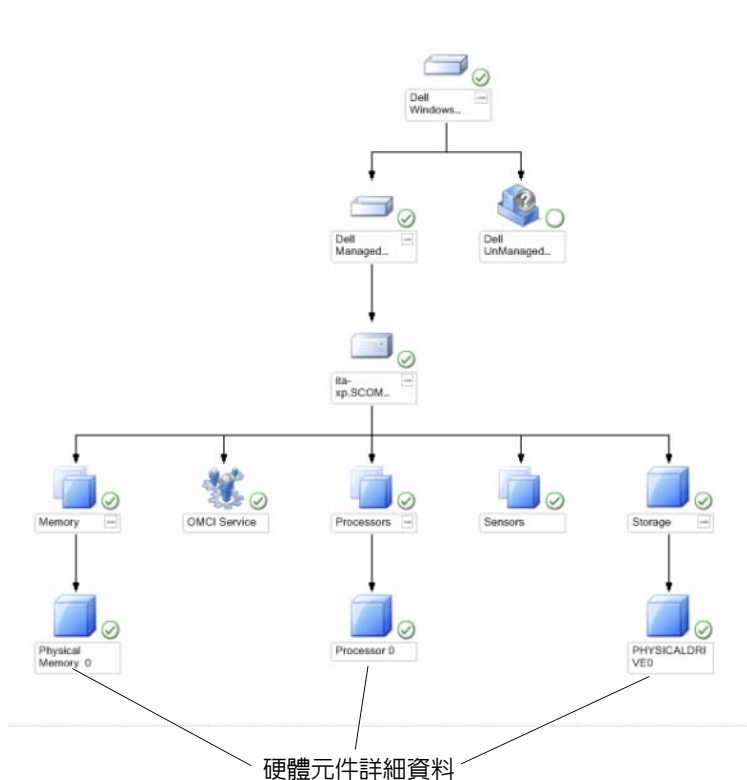 Dell
Windows...
Dell
Managed...
Dell
UnManaged...
ita-
xp.SCOM...
Memory
OMCI Service
Processors
Sensors
Storage
Physical
Memory 0
Processor 0
PHYSICALDRI
VE0
硬體元件詳細資料